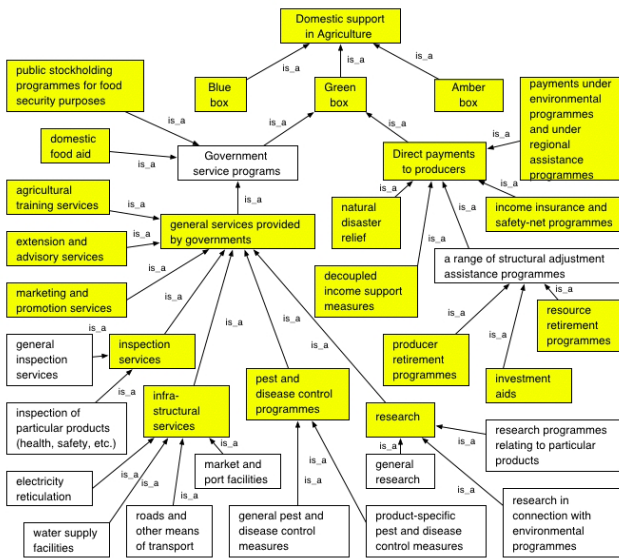 Domestic support
in Agriculture
is_a
is_a
is_a
public stockholding
programmes for food
security purposes
Blue
box
Green
box
Amber
box
payments under
environmental
programmes
and under
regional
assistance
programmes
is_a
is_a
is_a
is_a
domestic
food aid
is_a
Government
service programs
Direct payments
to producers
agricultural
training services
is_a
is_a
is_a
is_a
natural
disaster
relief
income insurance and
safety-net programmes
general services provided
by governments
extension and
advisory services
is_a
is_a
is_a
a range of structural adjustment
assistance programmes
decoupled
income support
measures
marketing and
promotion services
is_a
is_a
is_a
is_a
is_a
is_a
is_a
is_a
resource
retirement
programmes
general
inspection
services
is_a
inspection
services
producer
retirement
programmes
investment
aids
pest and
disease control
programmes
inspection of
particular products
(health, safety, etc.)
is_a
infra-
structural
services
research
is_a
research programmes
relating to particular
products
is_a
is_a
market and
port facilities
general
research
electricity
reticulation
is_a
is_a
is_a
is_a
is_a
is_a
water supply
facilities
roads and
other means
of transport
general pest and
disease control
measures
product-specific
pest and disease
control measures
research in
connection with
environmental
programmes